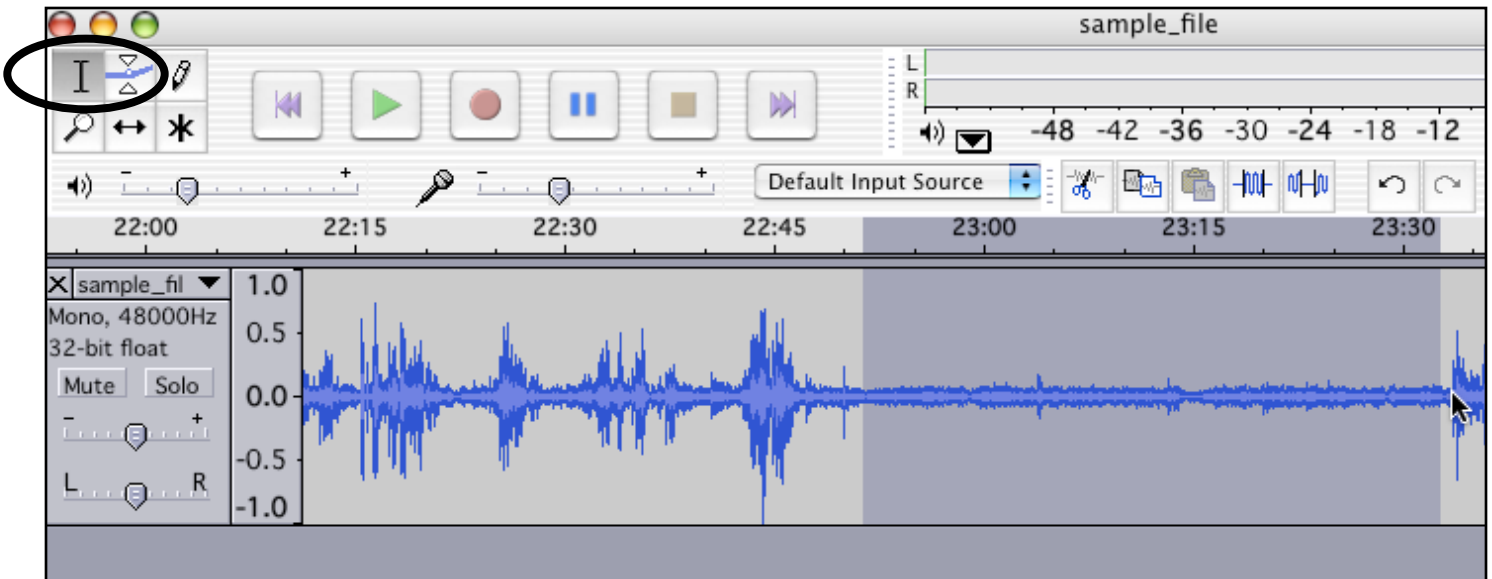 sample_file
L
R
-48 -42 -36 -30 -24 -18 -12
- + - + Default Input Source
22:00 22:15 22:30 22:45 23:00 23:15 23:30
X sample_fil 1.0
Mono, 48000Hz
32-bit float
0.5
Mute Solo
0.0
- +
-0.5
L R
-1.0